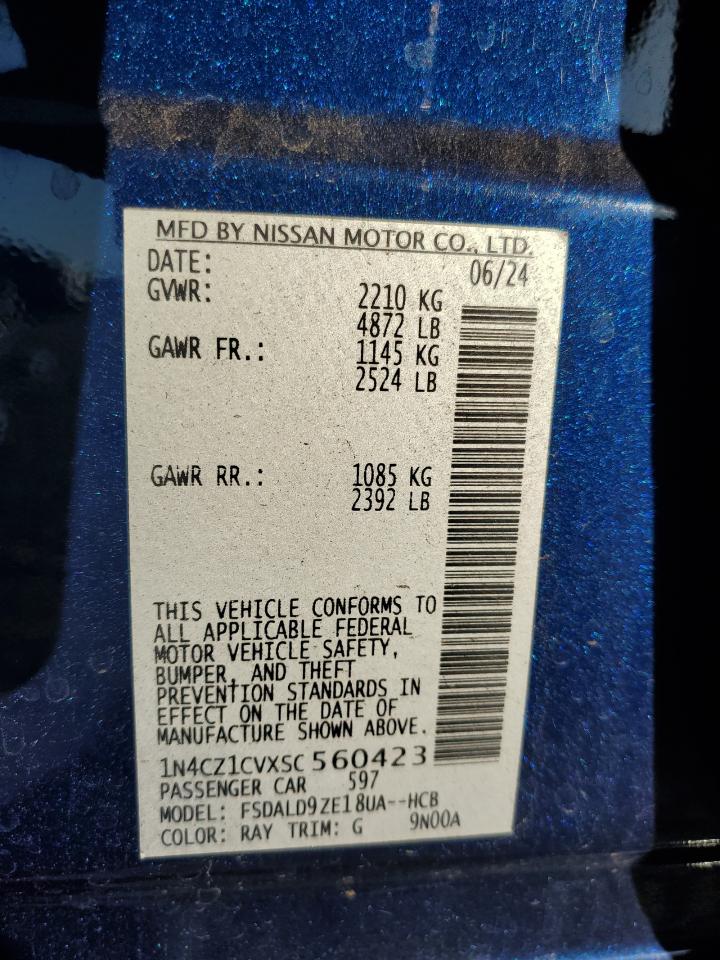 MFD BY NISSAN MOTOR CO., LTD.
DATE: 06/24
GVWR: 2210 KG
4872 LB
GAWR FR.: 1145 KG
2524 LB
GAWR RR.: 1085 KG
2392 LB
THIS VEHICLE CONFORMS TO
ALL APPLICABLE FEDERAL
MOTOR VEHICLE SAFETY,
BUMPER, AND THEFT
PREVENTION STANDARDS IN
EFFECT ON THE DATE OF
MANUFACTURE SHOWN ABOVE.
1N4CZ1CVXSC560423
PASSENGER CAR 597
MODEL: FSDALD9ZE18UA--HCB
COLOR: RAY TRIM: G 9N00A